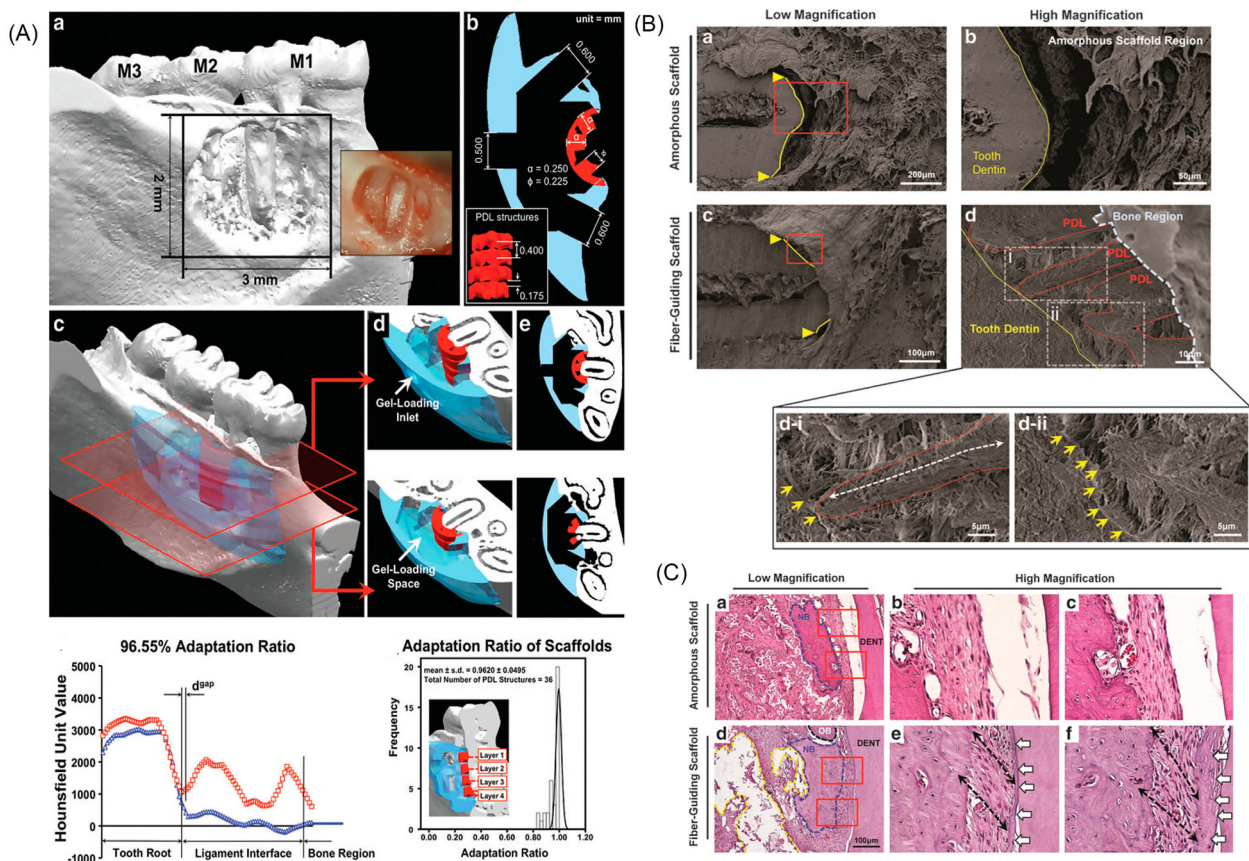 (A)
a
M3 M2 M1
2 mm
3 mm
b
unit = mm
0.600
0.500
α
α
ϕ
α = 0.250
ϕ = 0.225
0.600
PDL structures
0.400
0.175
c
d
Gel-Loading
Inlet
Gel-Loading
Space
e
96.55% Adaptation Ratio
Hounsfield Unit Value
5000
4000
3000
2000
1000
0
-1000
dgap
Tooth Root
Ligament Interface
Bone Region
Adaptation Ratio of Scaffolds
mean ± s.d. = 0.9620 ± 0.0495
Total Number of PDL Structures = 36
Frequency
20
15
10
5
0
Layer 1
Layer 2
Layer 3
Layer 4
0.00 0.20 0.40 0.60 0.80 1.0 1.20
Adaptation Ratio
(B)
Low Magnification
High Magnification
Amorphous Scaffold
a
200μm
b
Amorphous Scaffold Region
Tooth
Dentin
50μm
Fiber-Guiding Scaffold
c
100μm
d
Bone Region
PDL
PDL
PDL
i
ii
Tooth Dentin
10μm
d-i
5μm
d-ii
5μm
(C)
Low Magnification
High Magnification
Amorphous Scaffold
a
NB
DENT
b
c
Fiber-Guiding Scaffold
d
OB
NB
DENT
100μm
e
f